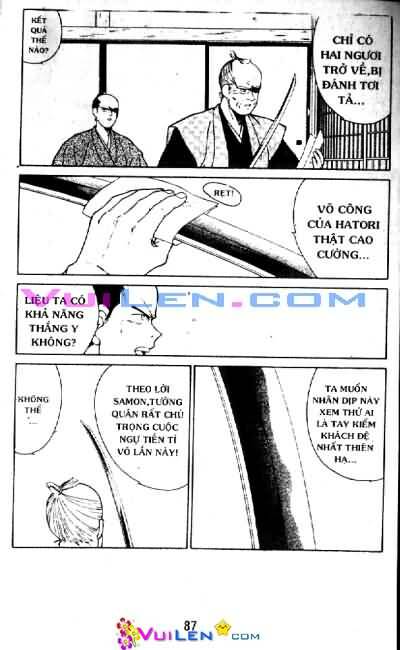 CHỈ CÓ
HAI NGƯƠI
TRỞ VỀ, BỊ
ĐÁNH TƠI
TẢ...
KẾT
QUẢ
THẾ
NÀO?
RET!
VÕ CÔNG
CỦA HATORI
THẬT CAO
CƯỜNG...
LIỆU TA CÓ
KHẢ NĂNG
THẮNG Y
KHÔNG?
VUILEN.COM
TA MUỐN
NHÂN DỊP NÀY
XEM THỬ AI
LÀ TAY KIẾM
KHÁCH ĐỆ
NHẤT THIÊN
HẠ...
THEO LỜI
SAMON, TƯỚNG
QUÂN RẤT CHÚ
TRỌNG CUỘC
NGỰ TIỀN TỈ
VÕ LẦN NÀY!
KHÔNG
THỂ
...
87
VUILEN.COM